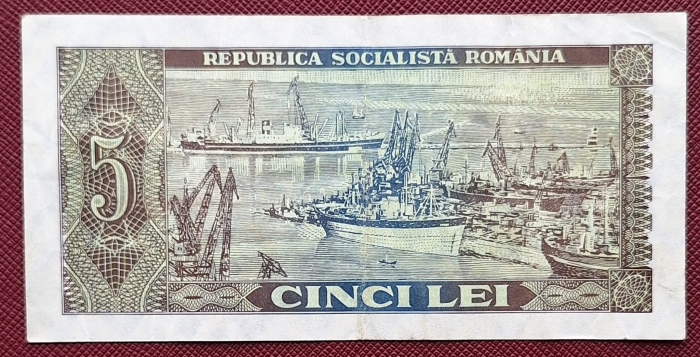 REPUBLICA SOCIALISTĂ ROMÂNIA
5
CINCI LEI